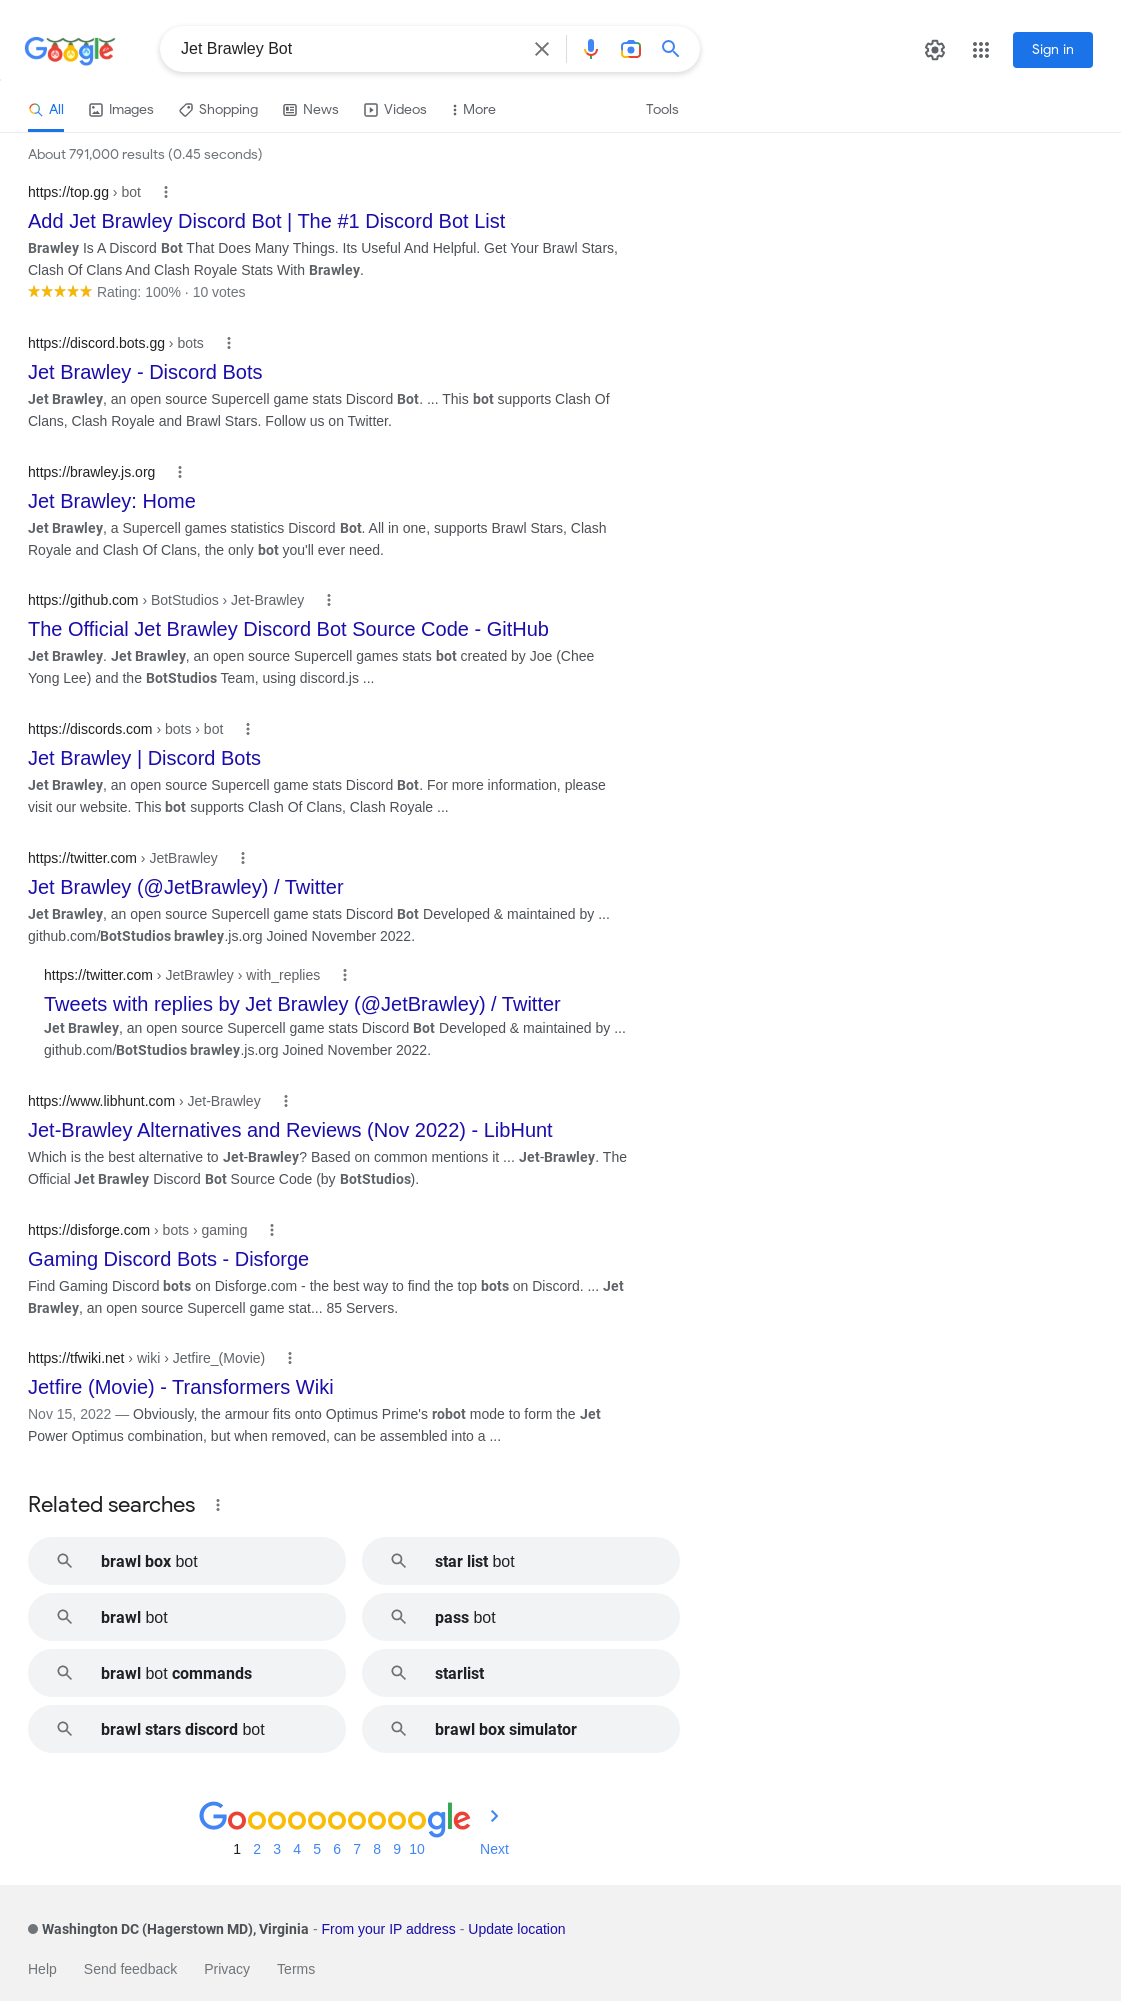 Google
Jet Brawley Bot
Sign in
All Images Shopping News Videos More Tools
About 791,000 results (0.45 seconds)
https://top.gg › bot
Add Jet Brawley Discord Bot | The #1 Discord Bot List
Brawley Is A Discord Bot That Does Many Things. Its Useful And Helpful. Get Your Brawl Stars,
Clash Of Clans And Clash Royale Stats With Brawley.
Rating: 100% · 10 votes
https://discord.bots.gg › bots
Jet Brawley - Discord Bots
Jet Brawley, an open source Supercell game stats Discord Bot. ... This bot supports Clash Of
Clans, Clash Royale and Brawl Stars. Follow us on Twitter.
https://brawley.js.org
Jet Brawley: Home
Jet Brawley, a Supercell games statistics Discord Bot. All in one, supports Brawl Stars, Clash
Royale and Clash Of Clans, the only bot you'll ever need.
https://github.com › BotStudios › Jet-Brawley
The Official Jet Brawley Discord Bot Source Code - GitHub
Jet Brawley. Jet Brawley, an open source Supercell games stats bot created by Joe (Chee
Yong Lee) and the BotStudios Team, using discord.js ...
https://discords.com › bots › bot
Jet Brawley | Discord Bots
Jet Brawley, an open source Supercell game stats Discord Bot. For more information, please
visit our website. This bot supports Clash Of Clans, Clash Royale ...
https://twitter.com › JetBrawley
Jet Brawley (@JetBrawley) / Twitter
Jet Brawley, an open source Supercell game stats Discord Bot Developed & maintained by ...
github.com/BotStudios brawley.js.org Joined November 2022.
https://twitter.com › JetBrawley › with_replies
Tweets with replies by Jet Brawley (@JetBrawley) / Twitter
Jet Brawley, an open source Supercell game stats Discord Bot Developed & maintained by ...
github.com/BotStudios brawley.js.org Joined November 2022.
https://www.libhunt.com › Jet-Brawley
Jet-Brawley Alternatives and Reviews (Nov 2022) - LibHunt
Which is the best alternative to Jet-Brawley? Based on common mentions it ... Jet-Brawley. The
Official Jet Brawley Discord Bot Source Code (by BotStudios).
https://disforge.com › bots › gaming
Gaming Discord Bots - Disforge
Find Gaming Discord bots on Disforge.com - the best way to find the top bots on Discord. ... Jet
Brawley, an open source Supercell game stat... 85 Servers.
https://tfwiki.net › wiki › Jetfire_(Movie)
Jetfire (Movie) - Transformers Wiki
Nov 15, 2022 — Obviously, the armour fits onto Optimus Prime's robot mode to form the Jet
Power Optimus combination, but when removed, can be assembled into a ...
Related searches
brawl box bot
star list bot
brawl bot
pass bot
brawl bot commands
starlist
brawl stars discord bot
brawl box simulator
Goooooooooogle
1 2 3 4 5 6 7 8 9 10 Next
Washington DC (Hagerstown MD), Virginia - From your IP address - Update location
Help Send feedback Privacy Terms